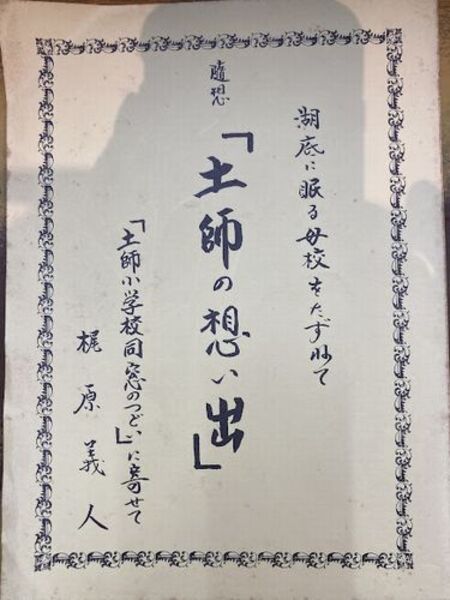 湖底に眠る母校をたずねて
随想
「土師の想い出」
「土師小学校同窓のつどい」に寄せて
梶原義人